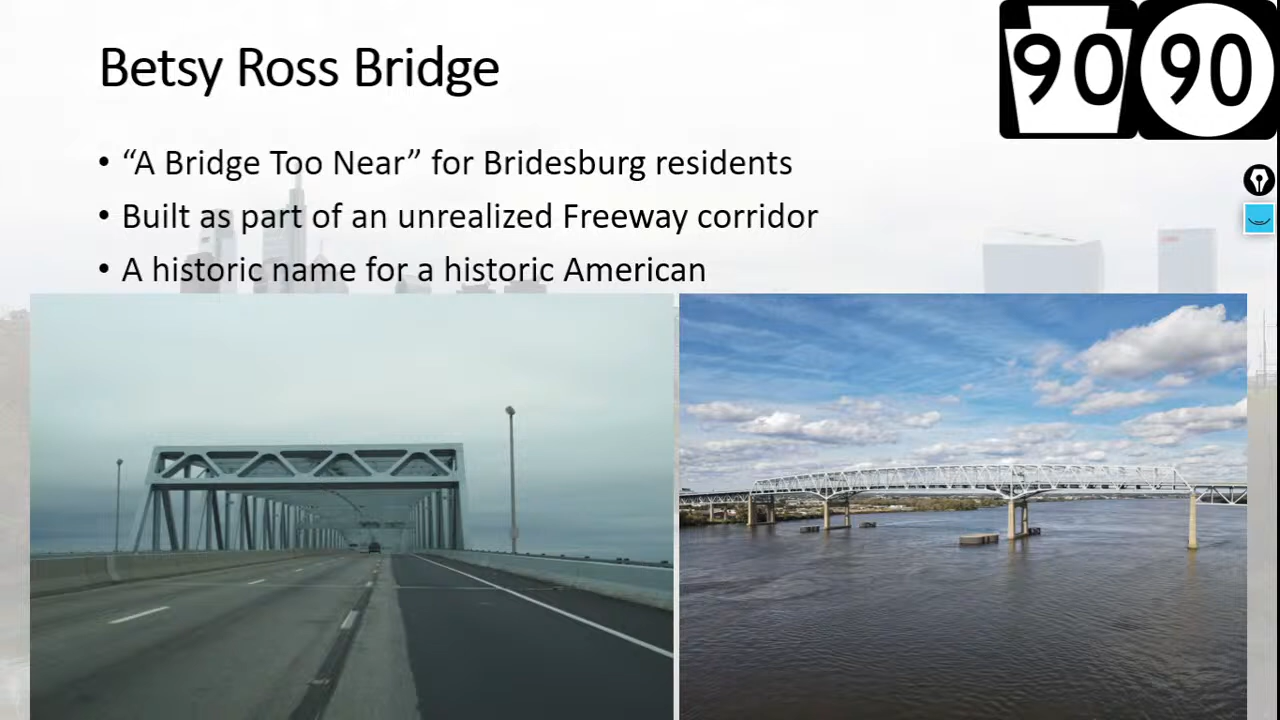 Betsy Ross Bridge
90 90
• “A Bridge Too Near” for Bridesburg residents
• Built as part of an unrealized Freeway corridor
• A historic name for a historic American